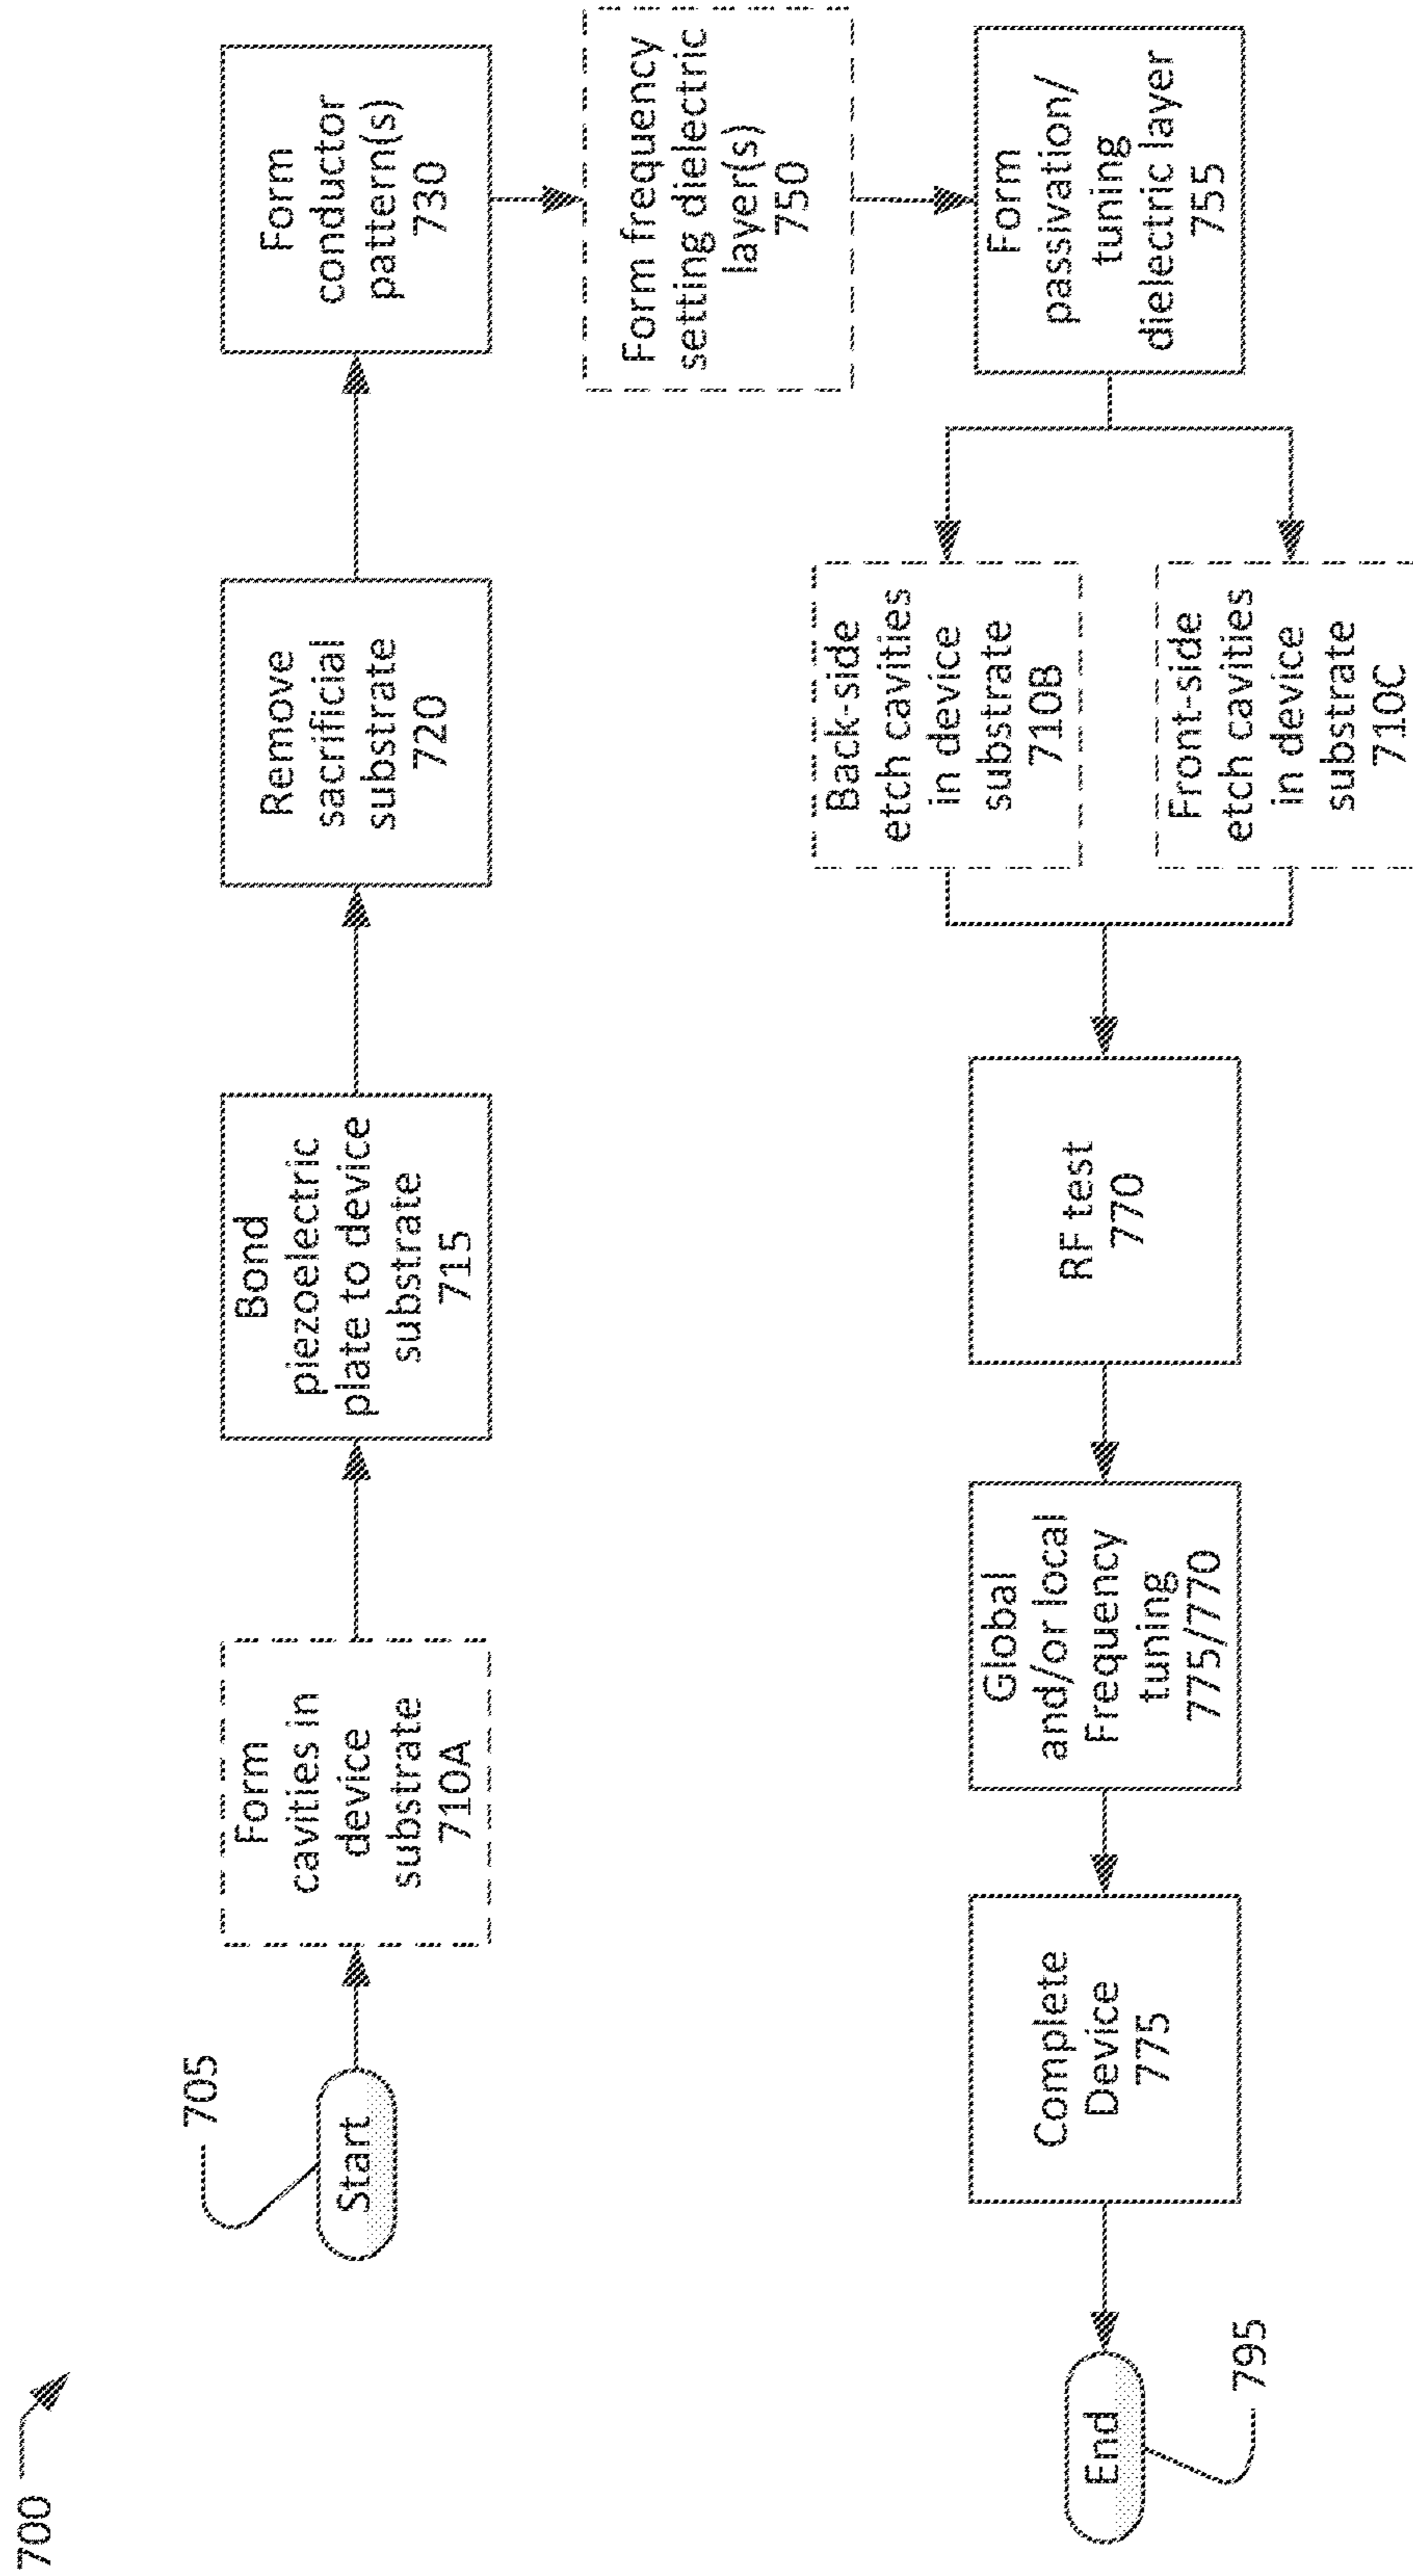 700
705
Start
Form
cavities in
device
substrate
710A
Bond
piezoelectric
plate to device
substrate
715
Remove
sacrificial
substrate
720
Form
conductor
pattern(s)
730
Form frequency
setting dielectric
layer(s)
750
Form
passivation/
tuning
dielectric layer
755
Back-side
etch cavities
in device
substrate
710B
Front-side
etch cavities
in device
substrate
710C
RF test
770
Global
and/or local
Frequency
tuning
775/770
Complete
Device
775
End
795